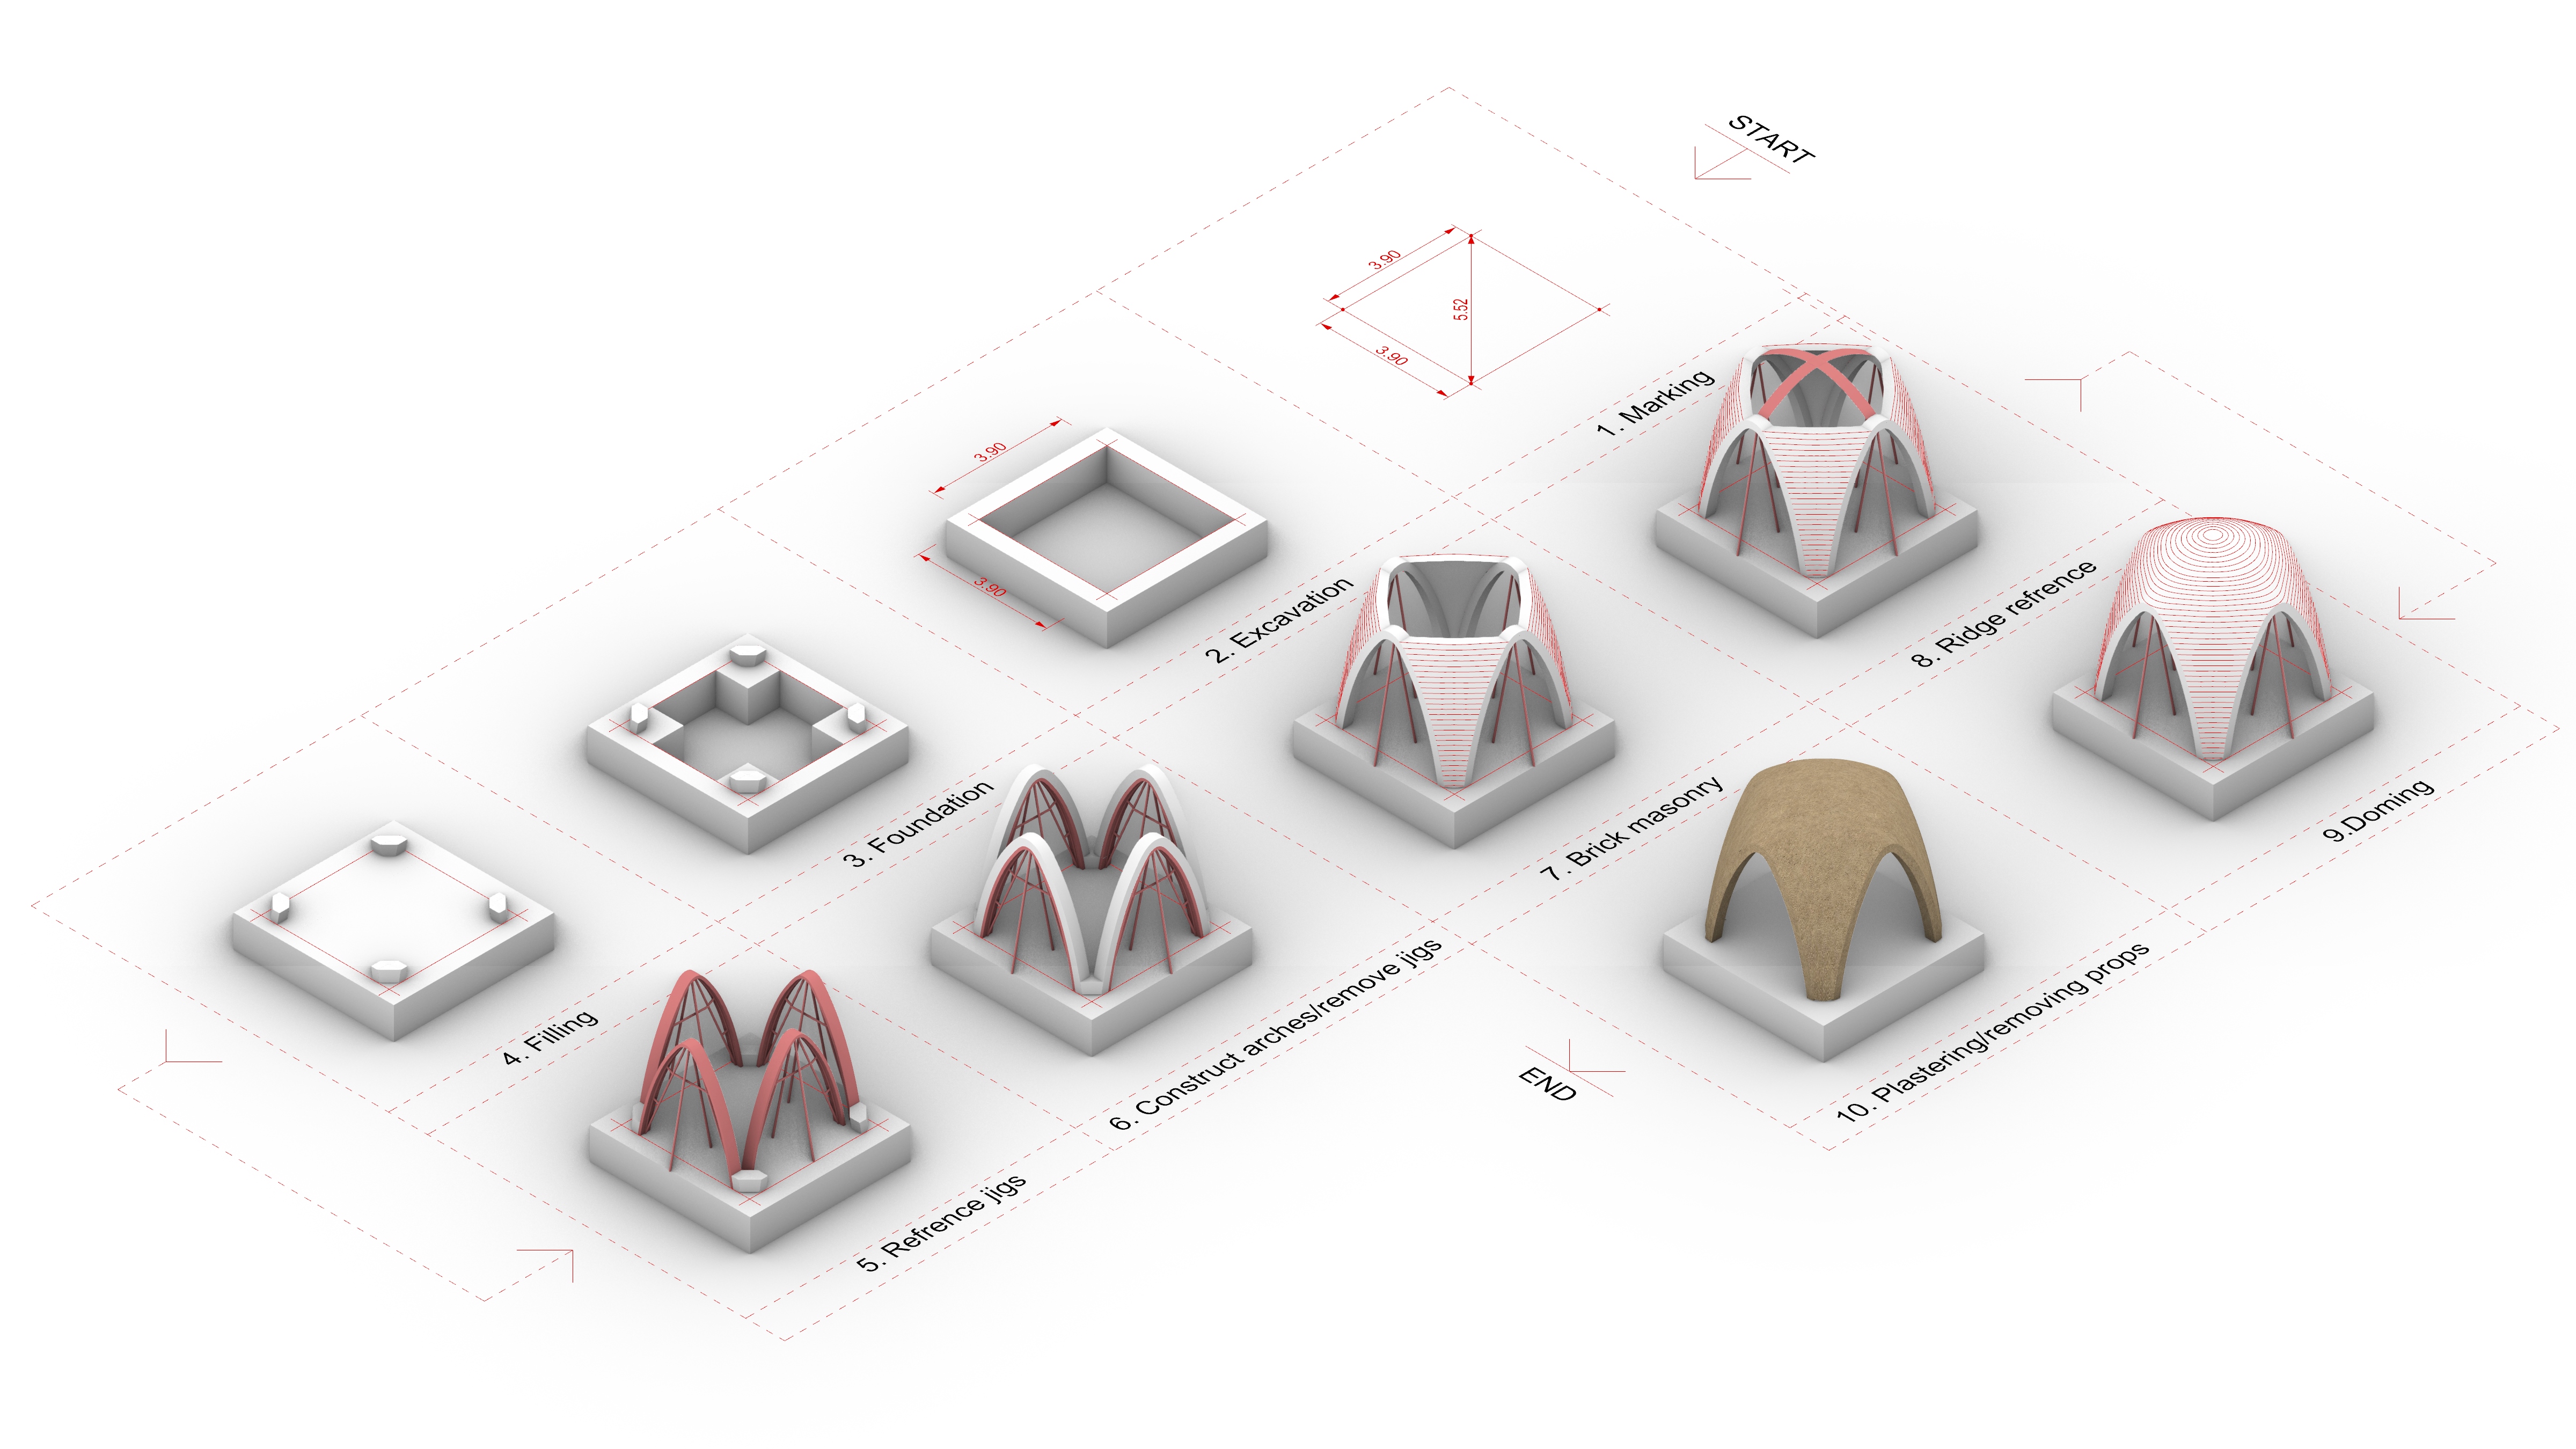 START
3.90
5.52
3.90
1. Marking
3.90
3.90
2. Excavation
3. Foundation
4. Filling
5. Refrence jigs
6. Construct arches/remove jigs
7. Brick masonry
8. Ridge refrence
9.Doming
10. Plastering/removing props
END